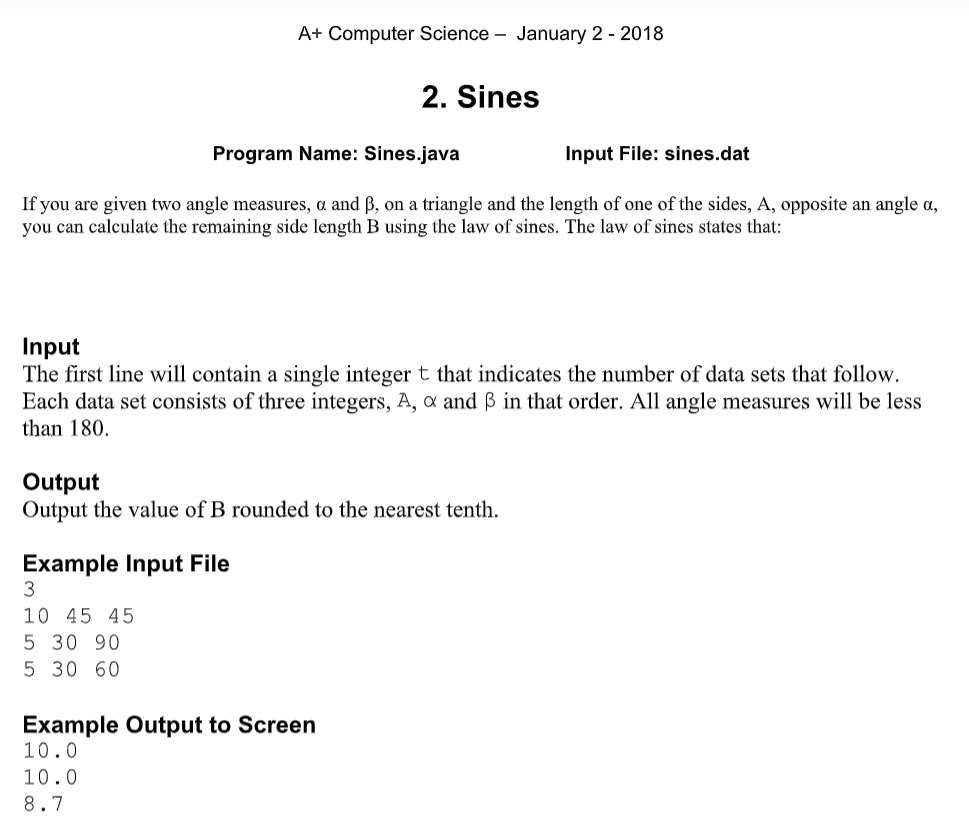 A+ Computer Science – January 2 - 2018
2. Sines
Program Name: Sines.java Input File: sines.dat
If you are given two angle measures, α and β, on a triangle and the length of one of the sides, A, opposite an angle α,
you can calculate the remaining side length B using the law of sines. The law of sines states that:
Input
The first line will contain a single integer t that indicates the number of data sets that follow.
Each data set consists of three integers, A, α and β in that order. All angle measures will be less
than 180.
Output
Output the value of B rounded to the nearest tenth.
Example Input File
3
10 45 45
5 30 90
5 30 60
Example Output to Screen
10.0
10.0
8.7